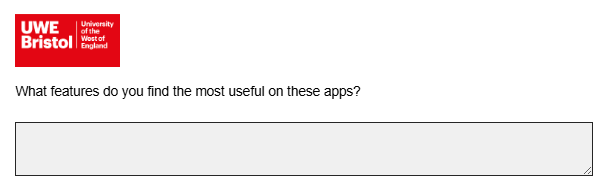 UWE
Bristol
University
of the
West of
England
What features do you find the most useful on these apps?